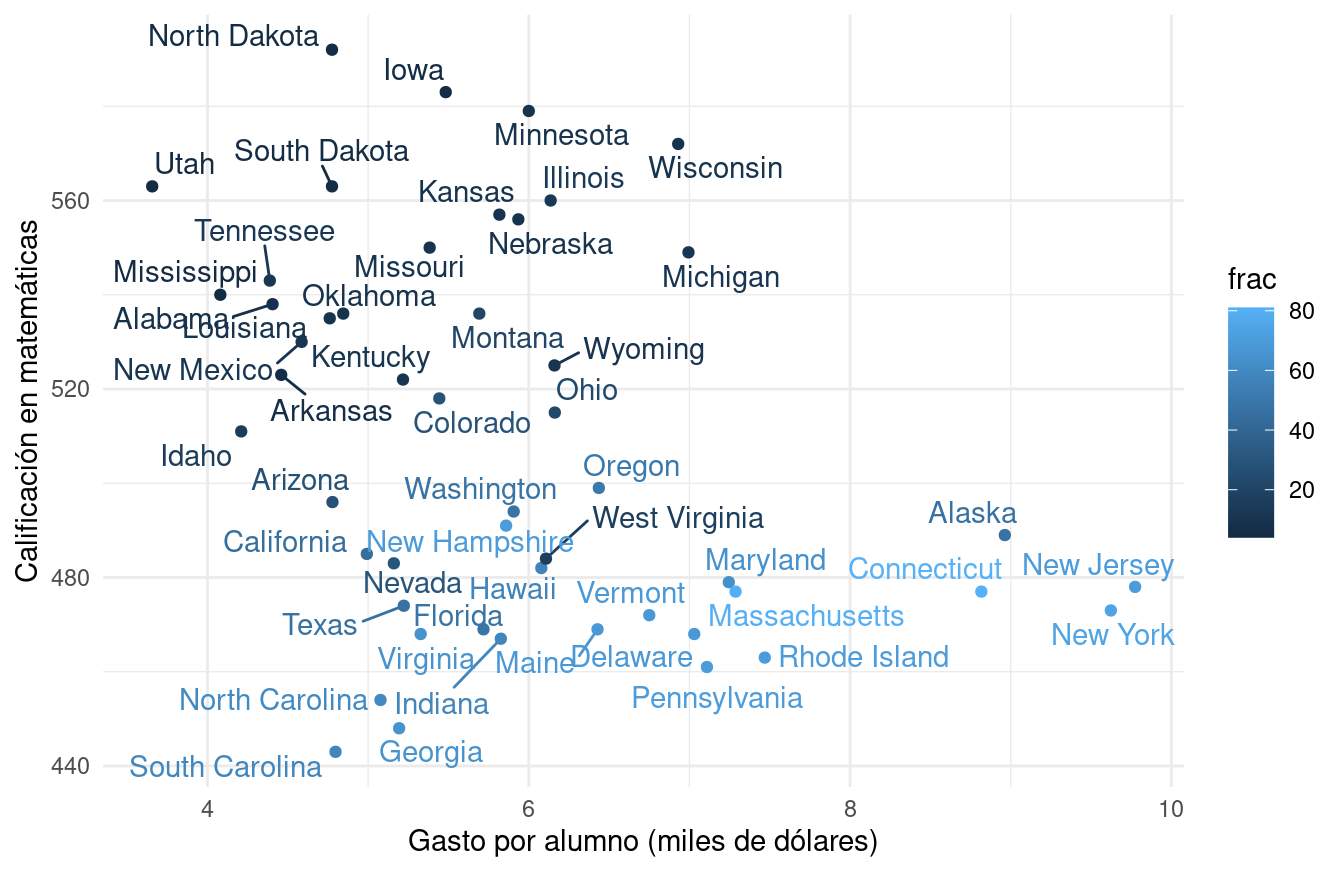 North Dakota
Iowa
Minnesota
Wisconsin
South Dakota
Utah
Illinois
Kansas
Nebraska
Tennessee
Missouri
Michigan
Mississippi
Oklahoma
Alabama
Louisiana
Montana
Wyoming
New Mexico
Kentucky
Ohio
Arkansas
Colorado
Idaho
Arizona
Oregon
Washington
West Virginia
Alaska
California
New Hampshire
Maryland
Connecticut
New Jersey
Nevada
Hawaii
Vermont
Texas
Florida
Massachusetts
New York
Virginia
Maine
Delaware
Rhode Island
North Carolina
Indiana
Pennsylvania
Georgia
South Carolina
560
520
480
440
Calificación en matemáticas
4 6 8 10
Gasto por alumno (miles de dólares)
frac
80
60
40
20